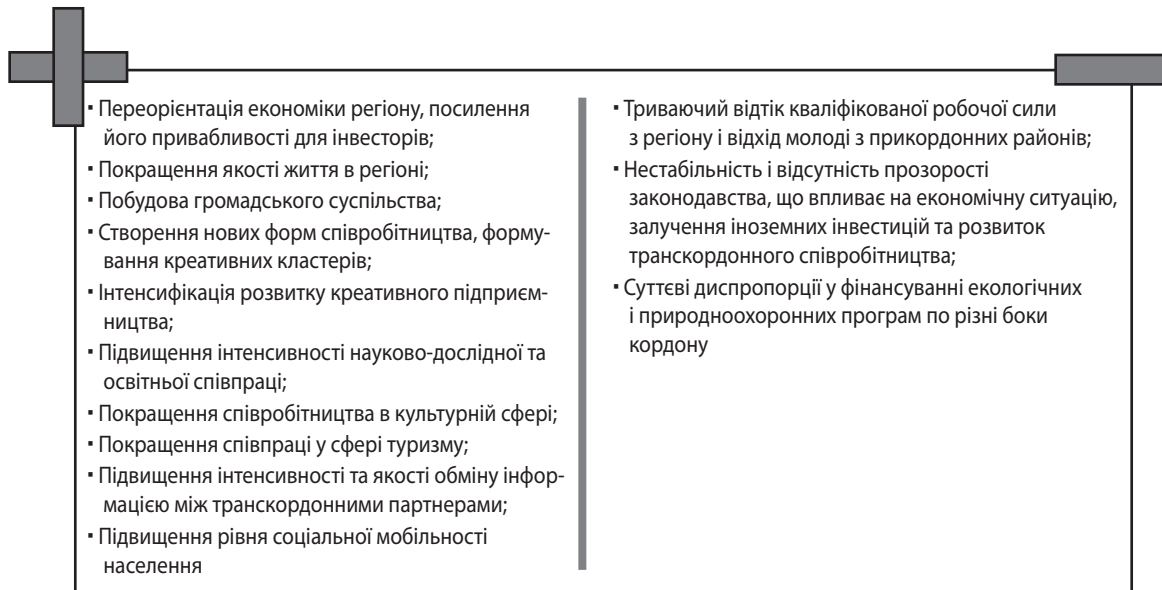 · Переорієнтація економіки регіону, посилення
його привабливості для інвесторів;
· Покращення якості життя в регіоні;
· Побудова громадського суспільства;
· Створення нових форм співробітництва, форму-
вання креативних кластерів;
· Інтенсифікація розвитку креативного підприєм-
ництва;
· Підвищення інтенсивності науково-дослідної та
освітньої співпраці;
· Покращення співробітництва в культурній сфері;
· Покращення співпраці у сфері туризму;
· Підвищення інтенсивності та якості обміну інфор-
мацією між транскордонними партнерами;
· Підвищення рівня соціальної мобільності
населення
· Триваючий відтік кваліфікованої робочої сили
з регіону і відхід молоді з прикордонних районів;
· Нестабільність і відсутність прозорості
законодавства, що впливає на економічну ситуацію,
залучення іноземних інвестицій та розвиток
транскордонного співробітництва;
· Суттєві диспропорції у фінансуванні екологічних
і природноохоронних програм по різні боки
кордону